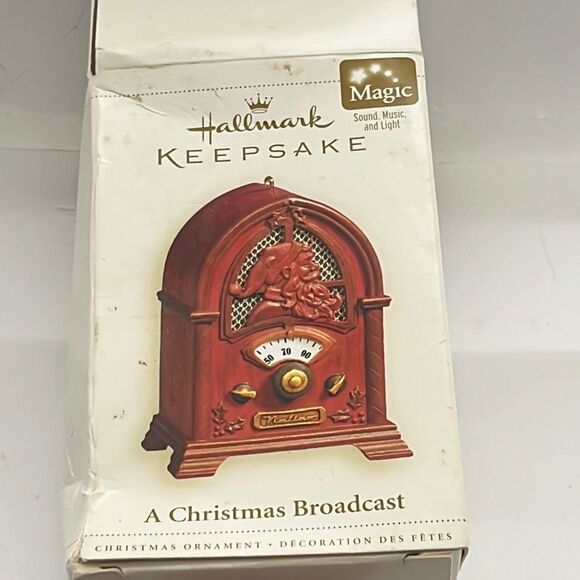 Magic
Sound, Music,
and Light
Hallmark
KEEPSAKE
50 70 90
A Christmas Broadcast
CHRISTMAS ORNAMENT • DÉCORATION DES FÊTES